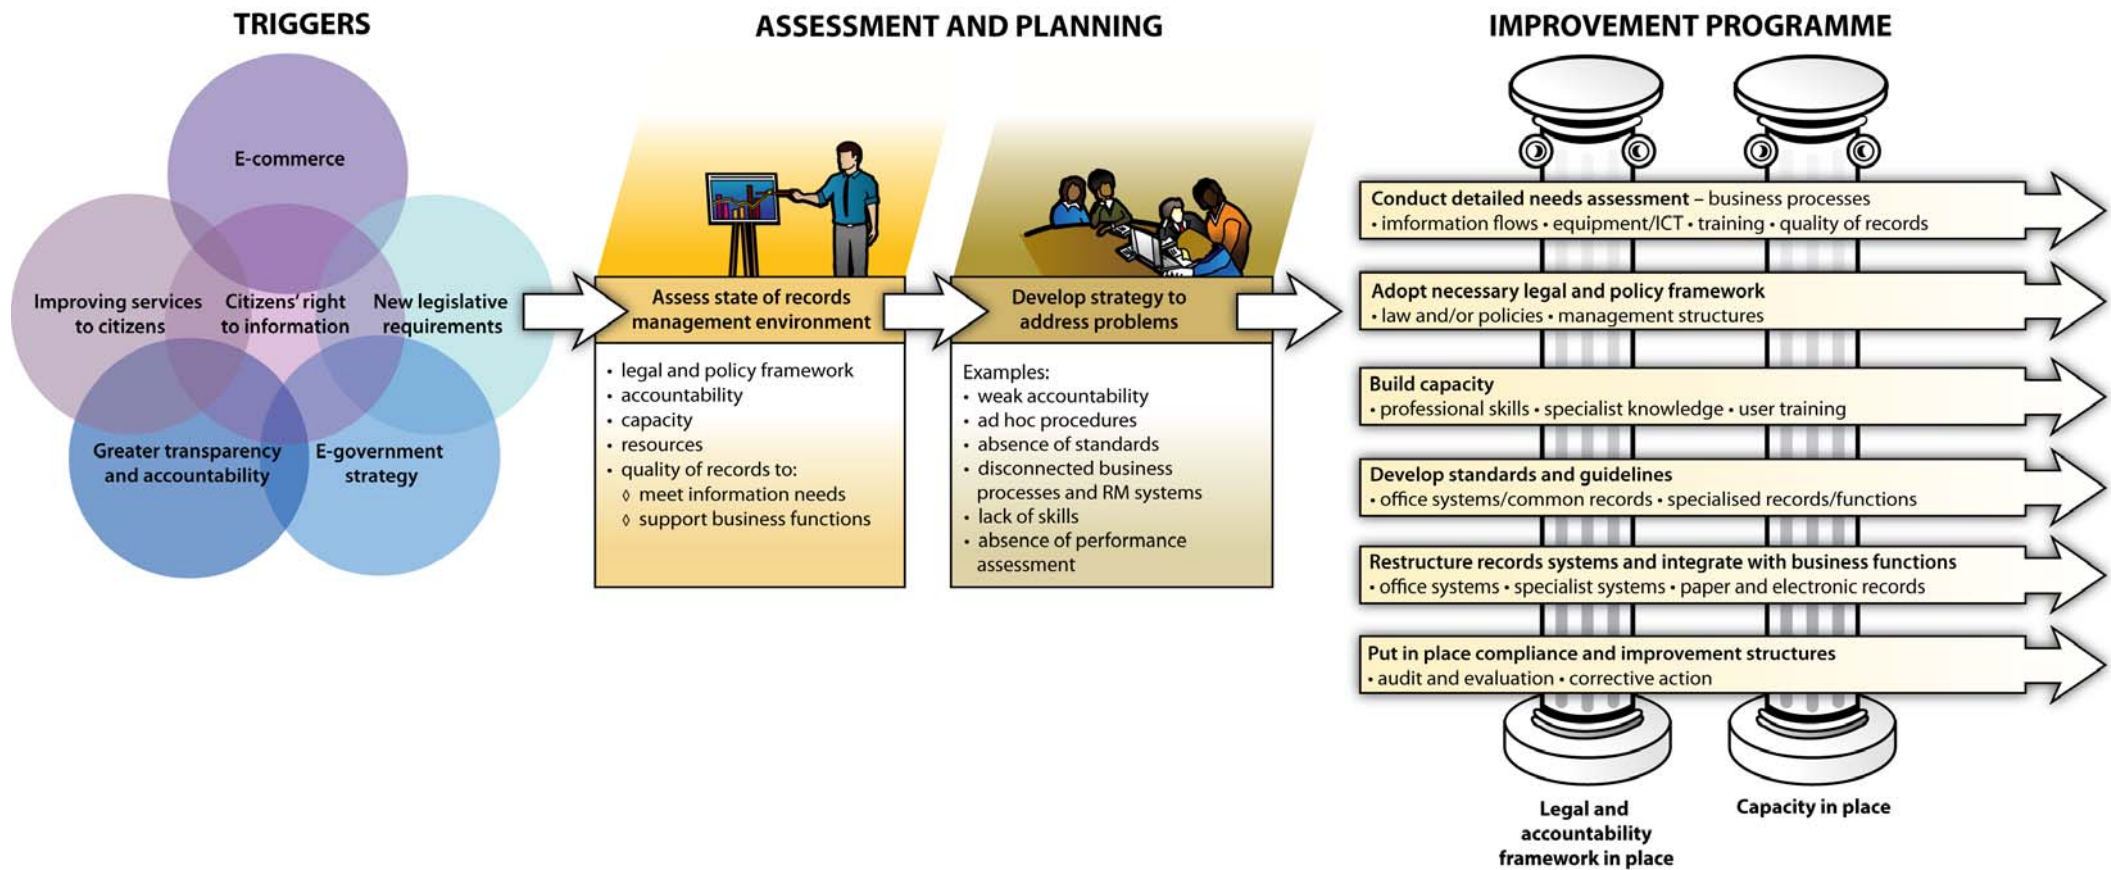 TRIGGERS
E-commerce
Improving services
to citizens
Citizens' right
to information
New legislative
requirements
Greater transparency
and accountability
E-government
strategy
ASSESSMENT AND PLANNING
Assess state of records
management environment
• legal and policy framework
• accountability
• capacity
• resources
• quality of records to:
◊ meet information needs
◊ support business functions
Develop strategy to
address problems
Examples:
• weak accountability
• ad hoc procedures
• absence of standards
• disconnected business
processes and RM systems
• lack of skills
• absence of performance
assessment
IMPROVEMENT PROGRAMME
Conduct detailed needs assessment – business processes
• imformation flows • equipment/ICT • training • quality of records
Adopt necessary legal and policy framework
• law and/or policies • management structures
Build capacity
• professional skills • specialist knowledge • user training
Develop standards and guidelines
• office systems/common records • specialised records/functions
Restructure records systems and integrate with business functions
• office systems • specialist systems • paper and electronic records
Put in place compliance and improvement structures
• audit and evaluation • corrective action
Legal and
accountability
framework in place
Capacity in place